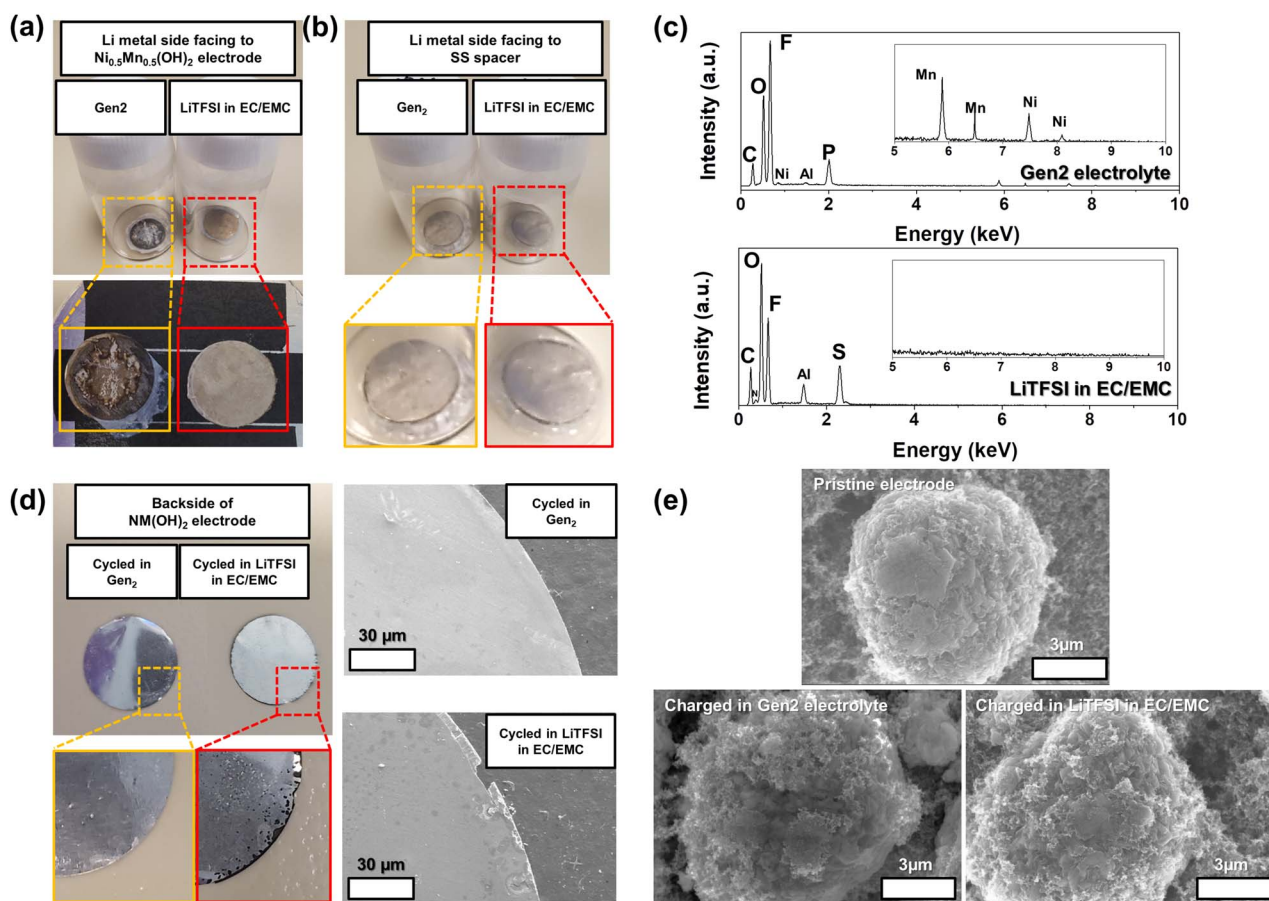 (a)
Li metal side facing to
Ni0.5Mn0.5(OH)2 electrode
Gen2
LiTFSI in EC/EMC
(b)
Li metal side facing to
SS spacer
Gen2
LiTFSI in EC/EMC
(c)
Intensity (a.u.)
C
O
F
Ni
Al
P
Mn
Mn
Ni
Ni
5 6 7 8 9 10
Gen2 electrolyte
0 2 4 6 8 10
Energy (keV)
Intensity (a.u.)
C
N
O
F
Al
S
5 6 7 8 9 10
LiTFSI in EC/EMC
0 2 4 6 8 10
Energy (keV)
(d)
Backside of
NM(OH)2 electrode
Cycled in
Gen2
Cycled in LiTFSI
in EC/EMC
Cycled in
Gen2
30 µm
Cycled in LiTFSI
in EC/EMC
30 µm
(e)
Pristine electrode
3µm
Charged in Gen2 electrolyte
3µm
Charged in LiTFSI in EC/EMC
3µm